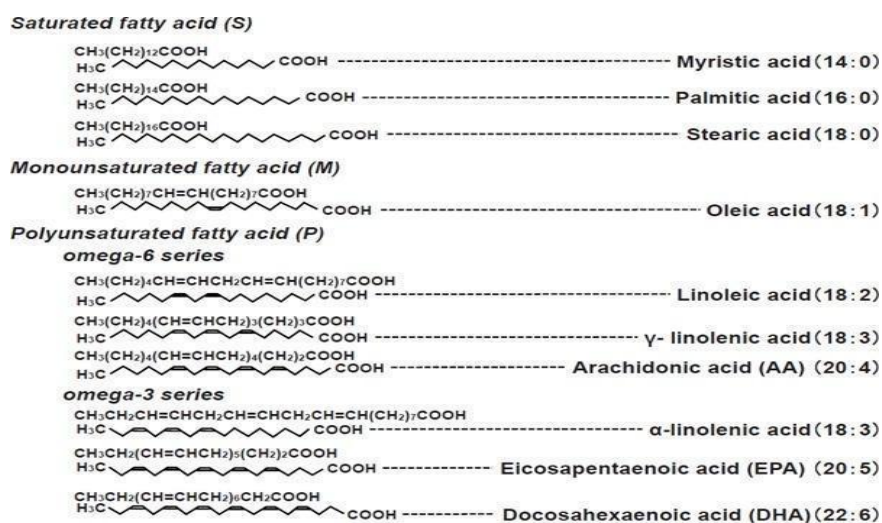 Saturated fatty acid (S)
CH₃(CH₂)₁₂COOH
H₃C COOH Myristic acid (14:0)
CH₃(CH₂)₁₄COOH
H₃C COOH Palmitic acid (16:0)
CH₃(CH₂)₁₆COOH
H₃C COOH Stearic acid (18:0)
Monounsaturated fatty acid (M)
CH₃(CH₂)₇CH=CH(CH₂)₇COOH
H₃C COOH Oleic acid (18:1)
Polyunsaturated fatty acid (P)
omega-6 series
CH₃(CH₂)₄CH=CHCH₂CH=CH(CH₂)₇COOH
H₃C COOH Linoleic acid (18:2)
CH₃(CH₂)₄(CH=CHCH₂)₃(CH₂)₃COOH
H₃C COOH γ- linolenic acid (18:3)
CH₃(CH₂)₄(CH=CHCH₂)₄(CH₂)₂COOH
H₃C COOH Arachidonic acid (AA) (20:4)
omega-3 series
CH₃CH₂CH=CHCH₂CH=CHCH₂CH=CH(CH₂)₇COOH
H₃C COOH α-linolenic acid (18:3)
CH₃CH₂(CH=CHCH₂)₅(CH₂)₂COOH
H₃C COOH Eicosapentaenoic acid (EPA) (20:5)
CH₃CH₂(CH=CHCH₂)₆CH₂COOH
H₃C COOH Docosahexaenoic acid (DHA) (22:6)